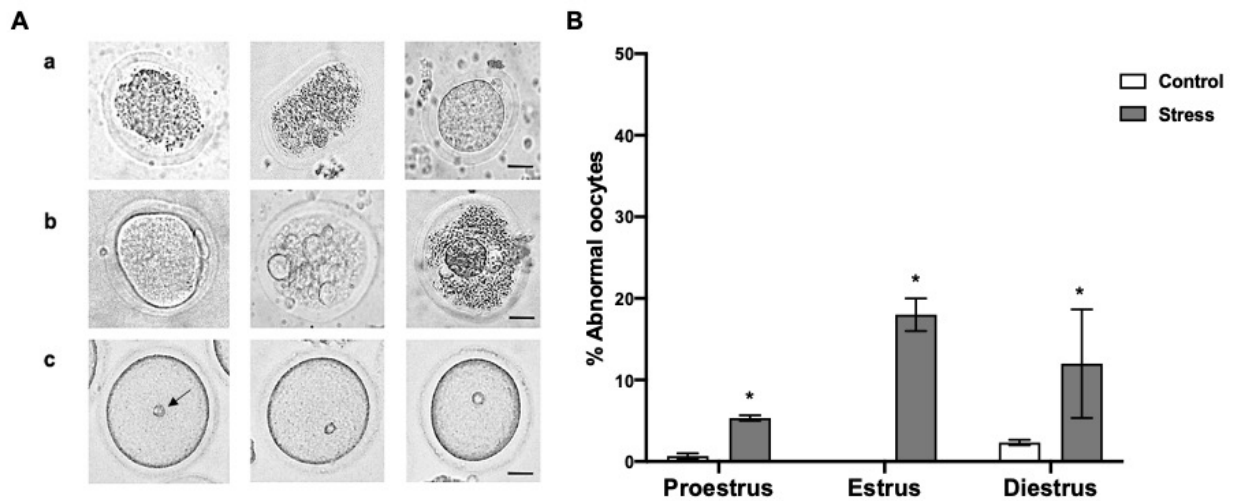 A
a
b
c
B
% Abnormal oocytes
50
40
30
20
10
0
Control
Stress
*
*
*
Proestrus
Estrus
Diestrus